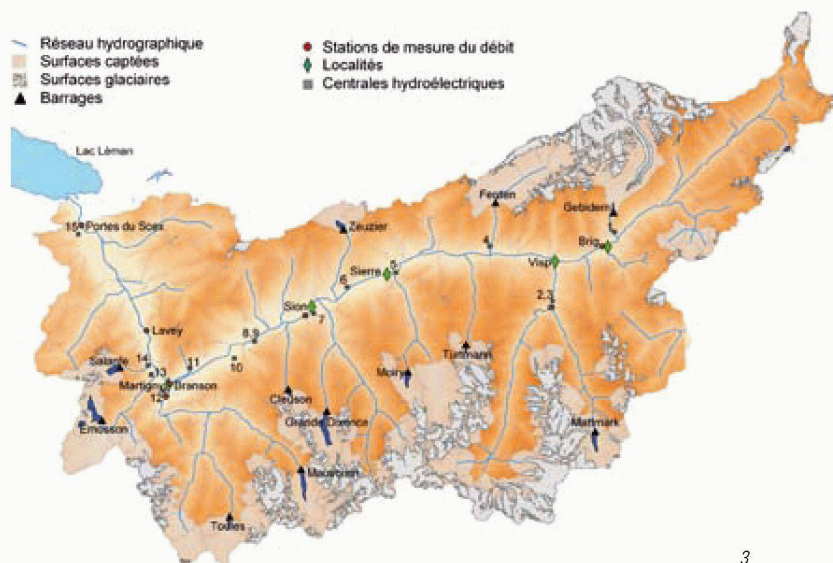 Réseau hydrographique
Surfaces captées
Surfaces glaciaires
Barrages
Stations de mesure du débit
Localités
Centrales hydroélectriques
Lac Léman
Ferden
Gebidem
15
Portes du Scex
Zeuzier
4
Brig
Visp
Sierre
5
6
2,3
Sion
7
Lavey
8,9
10
11
14
13
Salanfe
Martigny
Branson
12
Moiry
Turtmann
Cleuson
Grande Dixence
Emosson
Mattmark
Mauvoisin
Toules
3